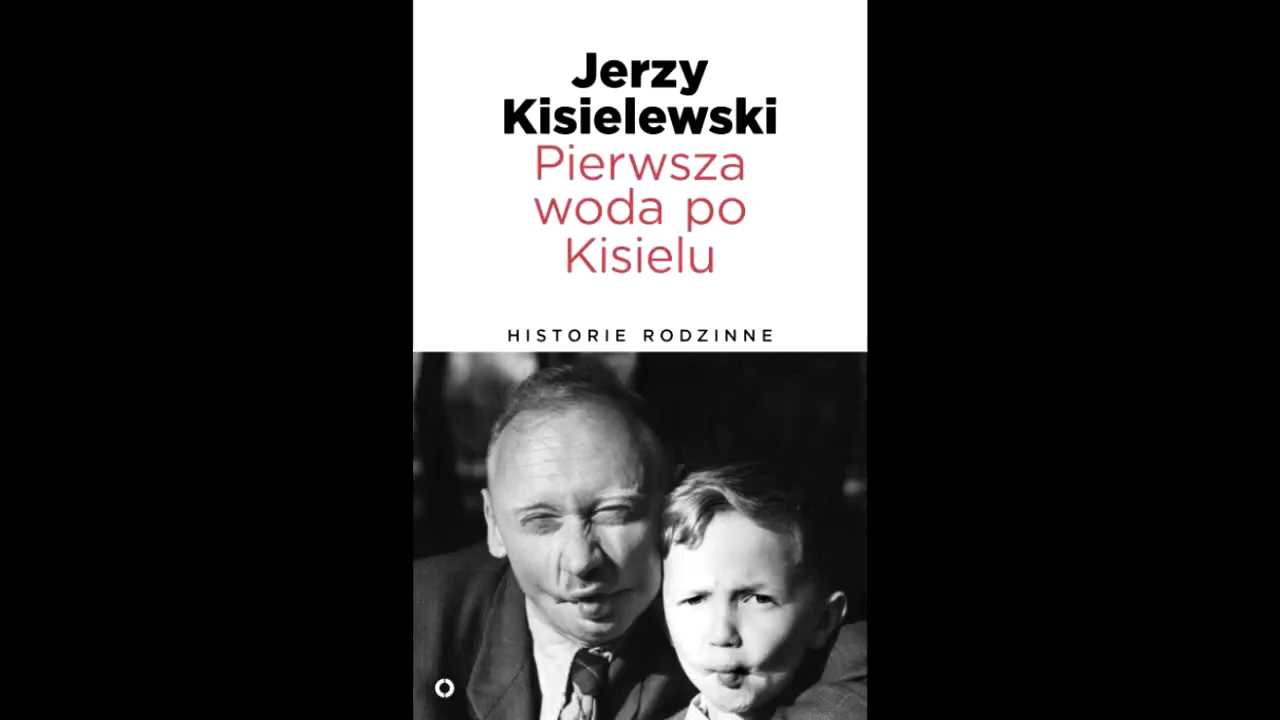 Jerzy
Kisielewski
Pierwsza
woda po
Kisielu
HISTORIE RODZINNE